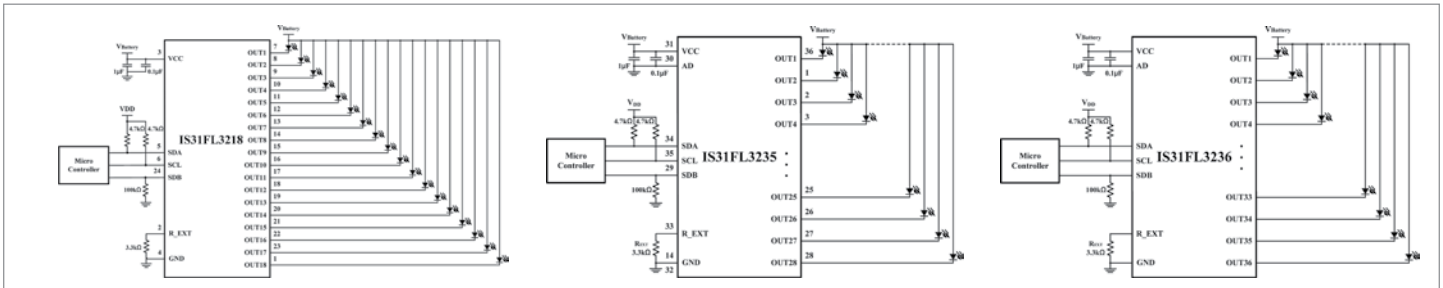 VBattery
3
VCC
1µF
0.1µF
VDD
4.7kΩ
4.7kΩ
IS31FL3218
Micro
Controller
5
SDA
6
SCL
24
SDB
100kΩ
2
R_EXT
3.3kΩ
4
GND
VBattery
7
OUT1
8
OUT2
9
OUT3
10
OUT4
11
OUT5
12
OUT6
13
OUT7
14
OUT8
15
OUT9
16
OUT10
17
OUT11
18
OUT12
19
OUT13
20
OUT14
21
OUT15
22
OUT16
23
OUT17
1
OUT18
VBattery
31
VCC
30
AD
1µF
0.1µF
VDD
4.7kΩ
4.7kΩ
IS31FL3235
Micro
Controller
34
SDA
35
SCL
29
SDB
100kΩ
33
R_EXT
REXT
3.3kΩ
14
GND
32
VBattery
36
OUT1
1
OUT2
2
OUT3
3
OUT4
25
OUT25
26
OUT26
27
OUT27
28
OUT28
VBattery
VCC
AD
1µF
0.1µF
VDD
4.7kΩ
4.7kΩ
IS31FL3236
Micro
Controller
SDA
SCL
SDB
100kΩ
R_EXT
REXT
3.3kΩ
GND
VBattery
OUT1
OUT2
OUT3
OUT4
OUT33
OUT34
OUT35
OUT36